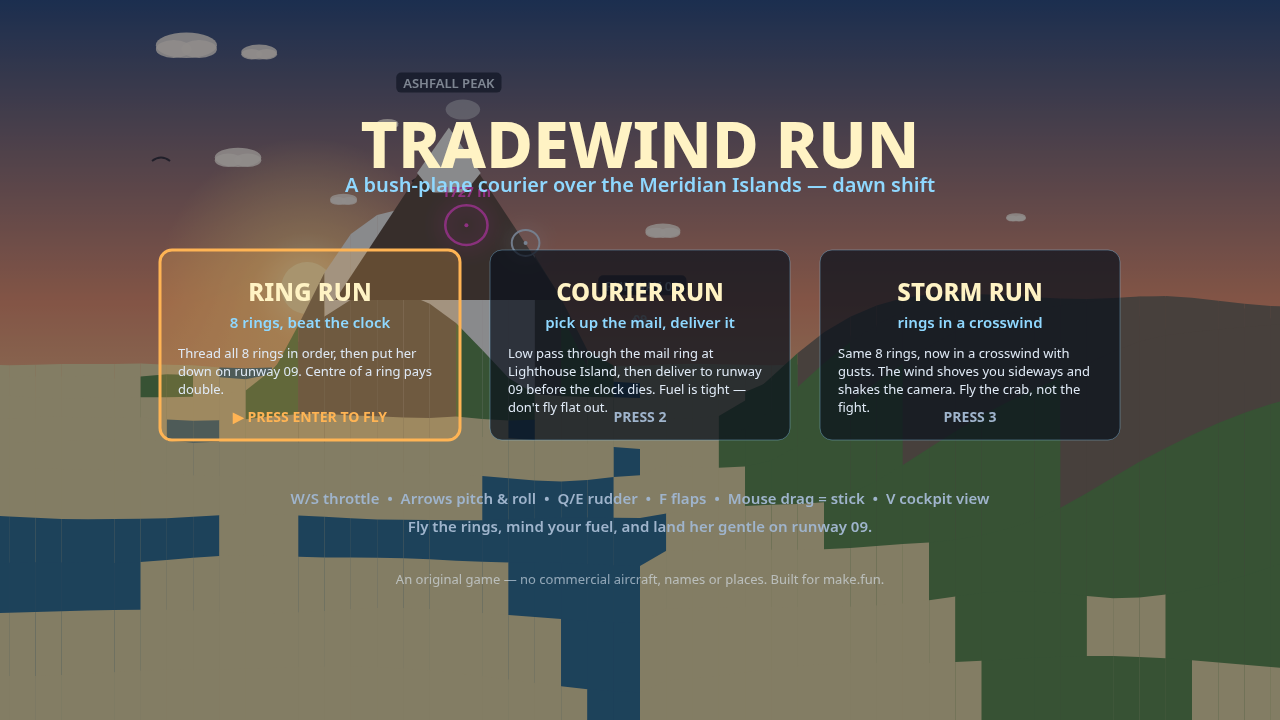 ASHFALL PEAK
TRADEWIND RUN
A bush-plane courier over the Meridian Islands — dawn shift
RING RUN
8 rings, beat the clock
Thread all 8 rings in order, then put her
down on runway 09. Centre of a ring pays
double.
▶ PRESS ENTER TO FLY
COURIER RUN
pick up the mail, deliver it
Low pass through the mail ring at
Lighthouse Island, then deliver to runway
09 before the clock dies. Fuel is tight —
don't fly flat out.
PRESS 2
STORM RUN
rings in a crosswind
Same 8 rings, now in a crosswind with
gusts. The wind shoves you sideways and
shakes the camera. Fly the crab, not the
fight.
PRESS 3
W/S throttle • Arrows pitch & roll • Q/E rudder • F flaps • Mouse drag = stick • V cockpit view
Fly the rings, mind your fuel, and land her gentle on runway 09.
An original game — no commercial aircraft, names or places. Built for make.fun.